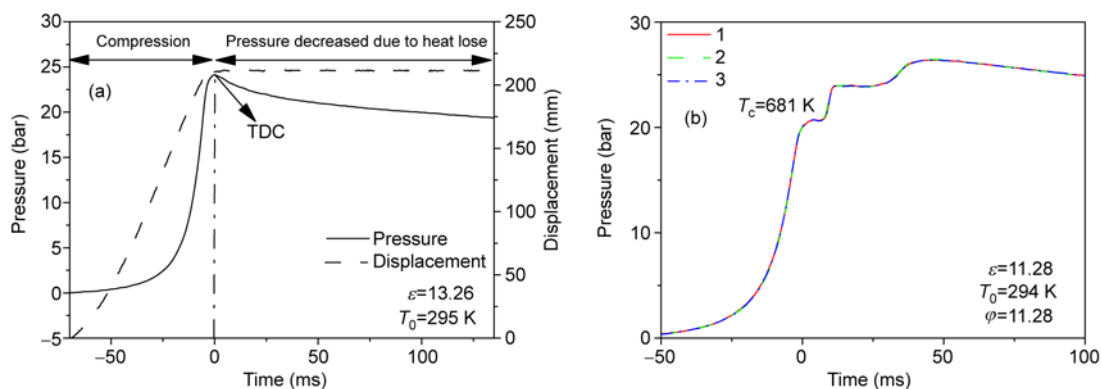 Compression
Pressure decreased due to heat lose
(a)
TDC
Pressure
Displacement
ε=13.26
T0=295 K
Pressure (bar)
30
25
20
15
10
5
0
−5
Displacement (mm)
250
200
150
100
50
0
−50
0
50
100
Time (ms)
1
2
3
(b)
Tc=681 K
ε=11.28
T0=294 K
φ=11.28
Pressure (bar)
30
20
10
0
−50
0
50
100
Time (ms)